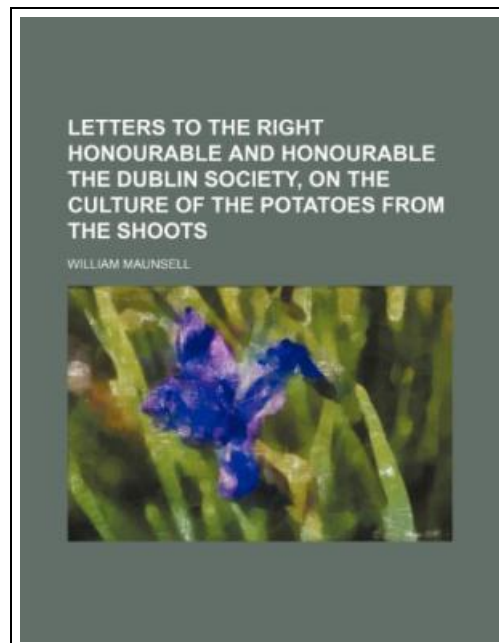 LETTERS TO THE RIGHT
HONOURABLE AND HONOURABLE
THE DUBLIN SOCIETY, ON THE
CULTURE OF THE POTATOES FROM
THE SHOOTS
WILLIAM MAUNSELL